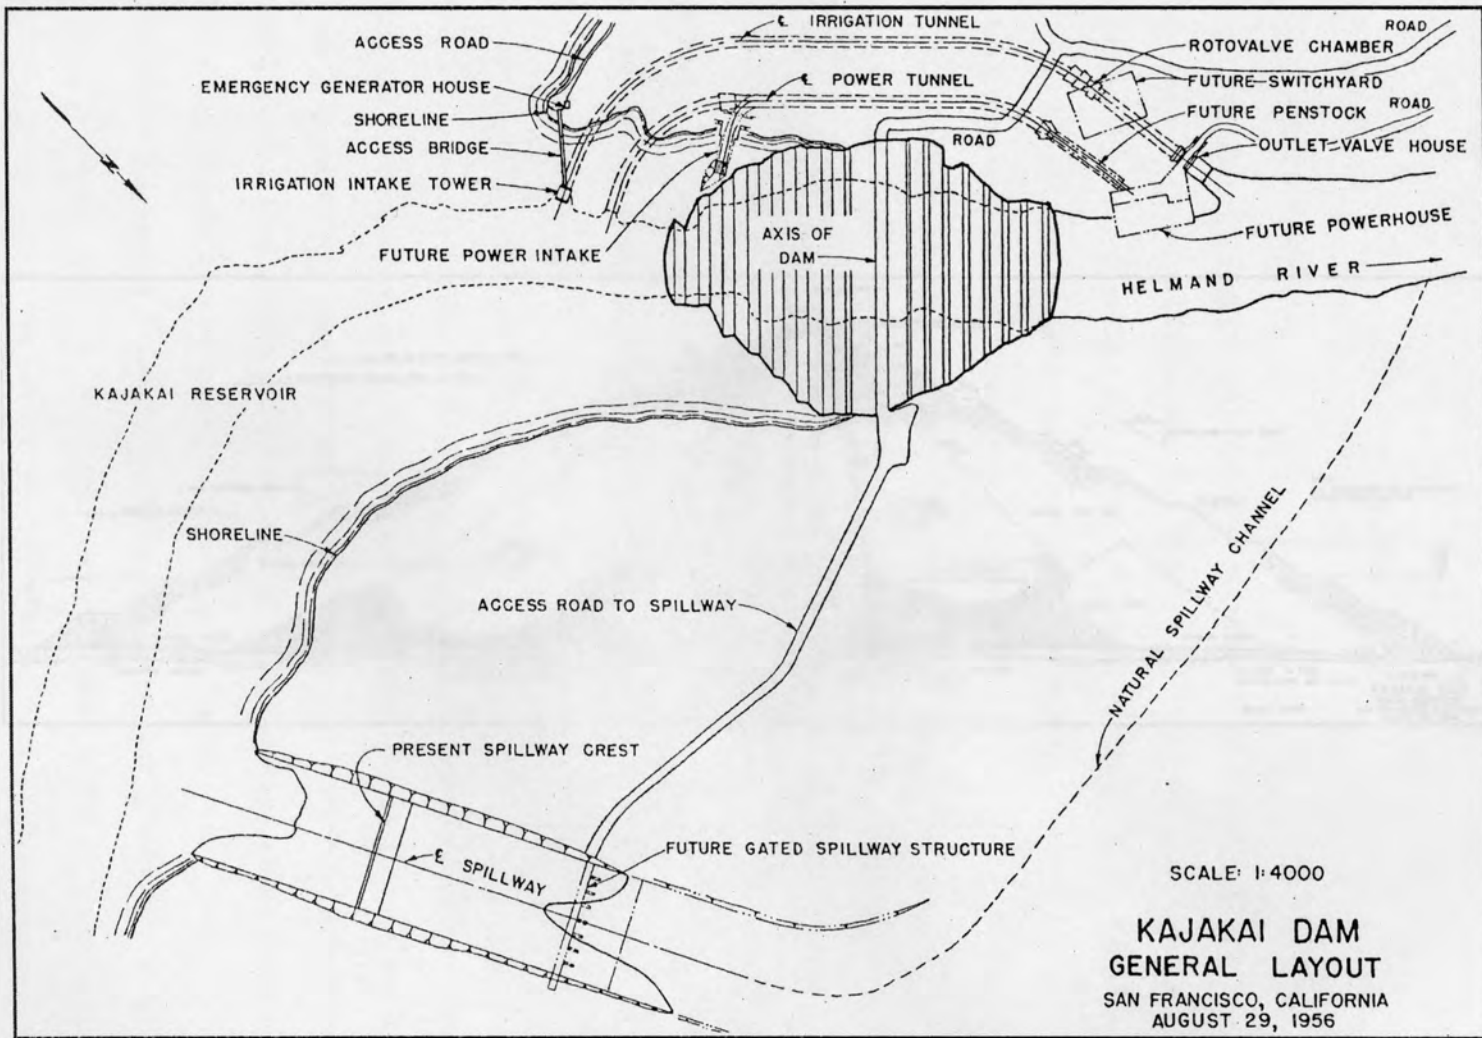 ℄ IRRIGATION TUNNEL
ROAD
ACCESS ROAD
ROTOVALVE CHAMBER
EMERGENCY GENERATOR HOUSE
℄ POWER TUNNEL
FUTURE SWITCHYARD
SHORELINE
FUTURE PENSTOCK
ROAD
ACCESS BRIDGE
ROAD
OUTLET VALVE HOUSE
IRRIGATION INTAKE TOWER
FUTURE POWER INTAKE
AXIS OF
DAM
FUTURE POWERHOUSE
HELMAND RIVER
KAJAKAI RESERVOIR
SHORELINE
ACCESS ROAD TO SPILLWAY
NATURAL SPILLWAY CHANNEL
PRESENT SPILLWAY CREST
℄ SPILLWAY
FUTURE GATED SPILLWAY STRUCTURE
SCALE: 1:4000
KAJAKAI DAM
GENERAL LAYOUT
SAN FRANCISCO, CALIFORNIA
AUGUST 29, 1956